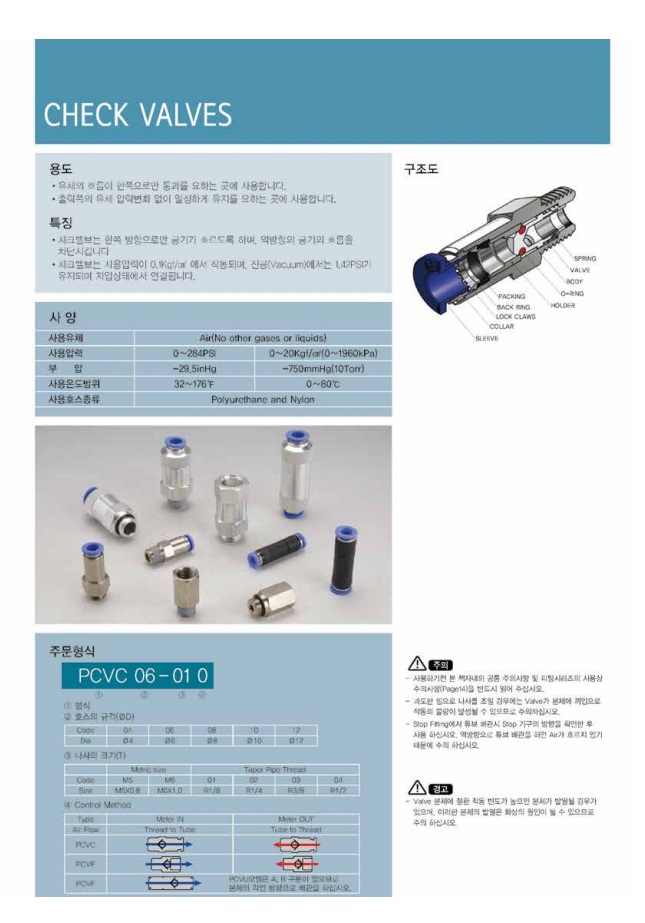 CHECK VALVES
용도
• 유체의 흐름이 한쪽으로만 통과를 요하는 곳에 사용합니다.
• 출력쪽의 유체 압력변화 없이 일정하게 유지를 요하는 곳에 사용합니다.
특징
• 체크밸브는 한쪽 방향으로만 공기가 흐르도록 하며, 역방향의 공기의 흐름을
차단시킵니다
• 체크밸브는 사용압력이 0.1Kgf/㎠ 에서 작동되며, 진공(Vacuum)에서는 1.42PSI가
유지되며 저압상태에서 연결됩니다.
구조도
SPRING
VALVE
BODY
O-RING
HOLDER
PACKING
BACK RING
LOCK CLAWS
COLLAR
SLEEVE
사 양
사용유체 Air(No other gases or liquids)
사용압력 0~284PSI 0~20Kgf/㎠(0~1960kPa)
부 압 -29.5inHg -750mmHg(10Torr)
사용온도범위 32~176℉ 0~80℃
사용호스종류 Polyurethane and Nylon
주문형식
PCVC 06-01 0
① ② ③ ④
① 형식
② 호스의 규격(ØD)
Code 04 06 08 10 12
Dia Ø4 Ø6 Ø8 Ø10 Ø12
③ 나사의 크기(T)
Metric size Taper Pipe Thread
Code M5 M6 01 02 03 04
Size M5X0.8 M6X1.0 R1/8 R1/4 R3/8 R1/2
④ Control Method
Type Meter IN Meter OUT
Air Flow Thread to Tube Tube to Thread
PCVC
PCVF
PCVF PCVU모델은 A, B 구분이 없으므로
본체의 각인 방향으로 배관을 하십시오.
주의
- 사용하기전 본 책자내의 공통 주의사항 및 피팅시리즈의 사용상
주의사항(Page14)을 반드시 읽어 주십시오.
- 과도한 힘으로 나사를 조일 경우에는 Valve가 본체에 끼임으로
작동의 불량이 발생될 수 있으므로 주의하십시오.
- Stop Fitting에서 튜브 배관시 Stop 기구의 방향을 확인한 후
사용 하십시오. 역방향으로 튜브 배관을 하면 Air가 흐르지 않기
때문에 주의 하십시오.
경고
- Valve 본체에 절환 작동 빈도가 높으면 본체가 발열될 경우가
있으며, 이러한 본체의 발열은 화상의 원인이 될 수 있으므로
주의 하십시오.